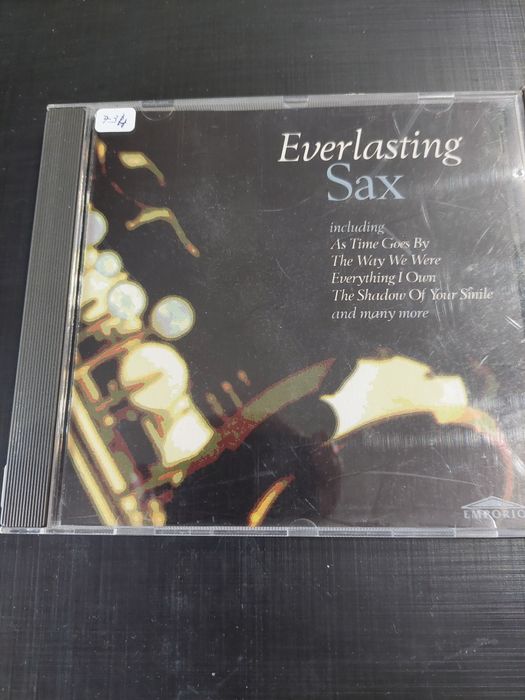 Everlasting
Sax
including
As Time Goes By
The Way We Were
Everything I Own
The Shadow Of Your Smile
and many more
EMPORIO